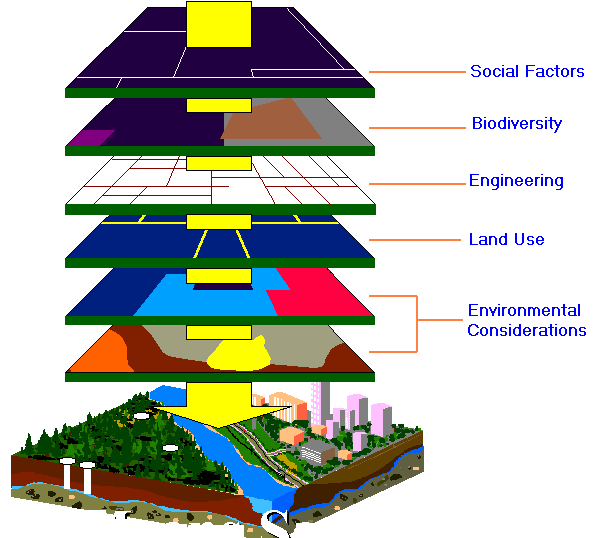 Social Factors
Biodiversity
Engineering
Land Use
Environmental
Considerations